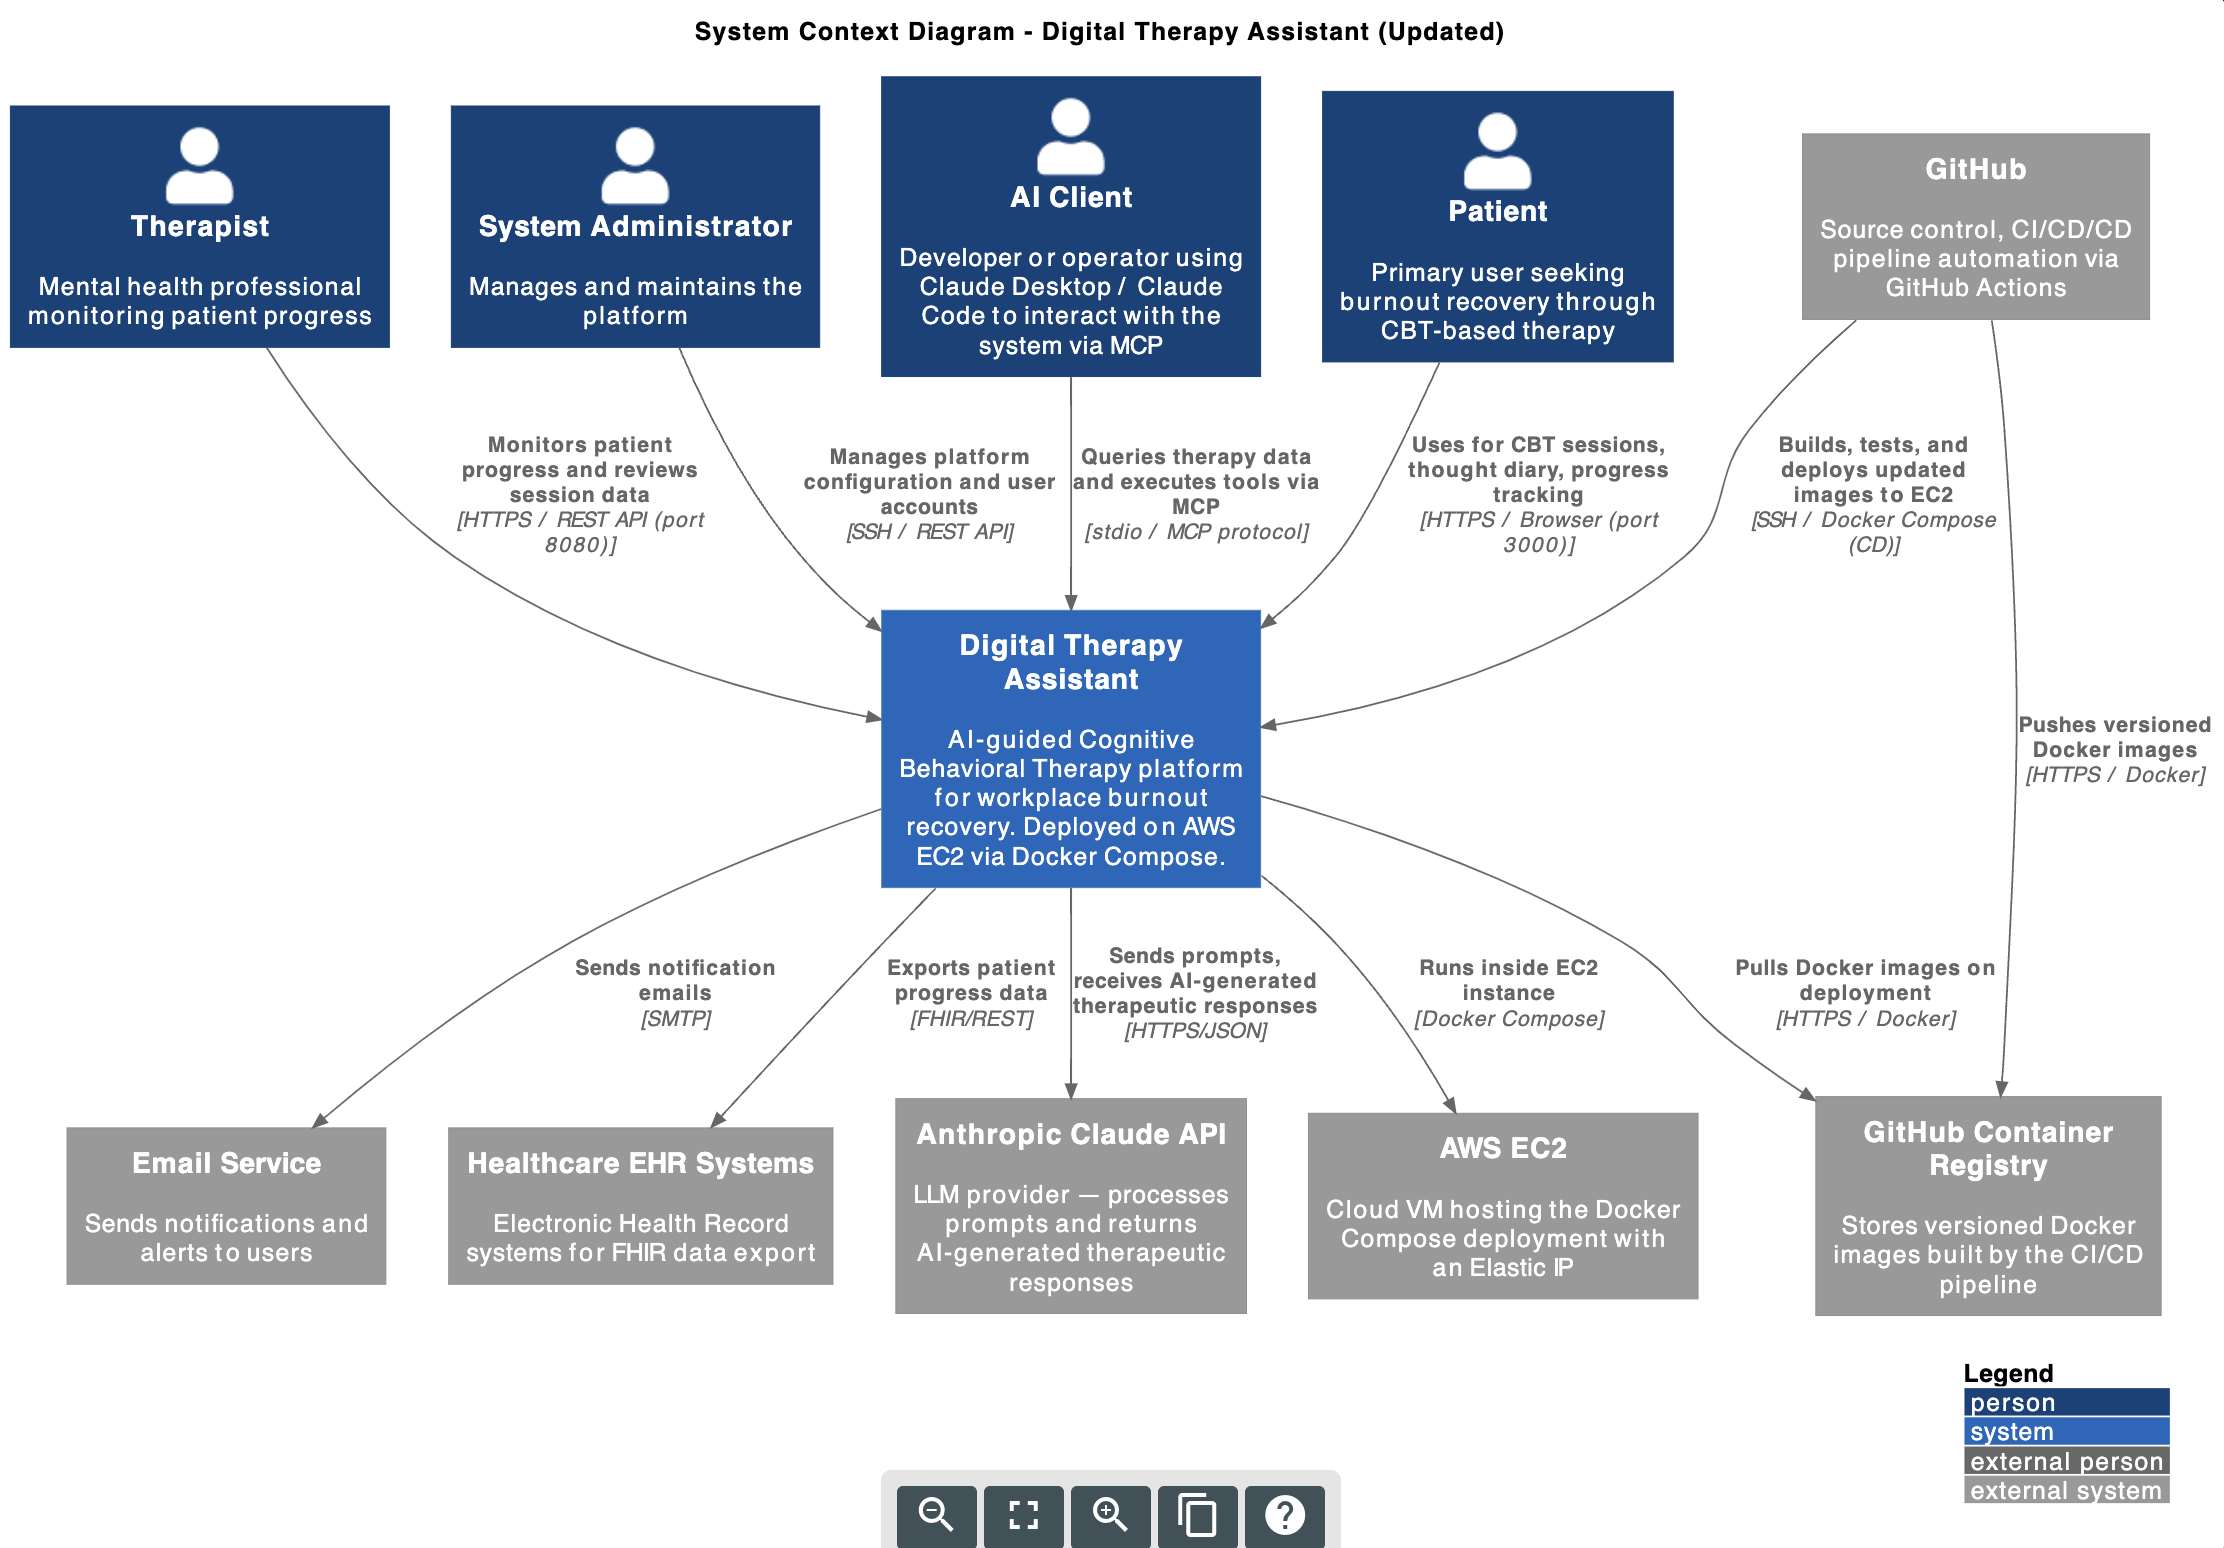 System Context Diagram - Digital Therapy Assistant (Updated)
Therapist
Mental health professional
monitoring patient progress
System Administrator
Manages and maintains the
platform
AI Client
Developer or operator using
Claude Desktop / Claude
Code to interact with the
system via MCP
Patient
Primary user seeking
burnout recovery through
CBT-based therapy
GitHub
Source control, CI/CD/CD
pipeline automation via
GitHub Actions
Monitors patient
progress and reviews
session data
[HTTPS / REST API (port
8080)]
Manages platform
configuration and user
accounts
[SSH / REST API]
Queries therapy data
and executes tools via
MCP
[stdio / MCP protocol]
Uses for CBT sessions,
thought diary, progress
tracking
[HTTPS / Browser (port
3000)]
Builds, tests, and
deploys updated
images to EC2
[SSH / Docker Compose
(CD)]
Digital Therapy
Assistant
AI-guided Cognitive
Behavioral Therapy platform
for workplace burnout
recovery. Deployed on AWS
EC2 via Docker Compose.
Pushes versioned
Docker images
[HTTPS / Docker]
Sends notification
emails
[SMTP]
Exports patient
progress data
[FHIR/REST]
Sends prompts,
receives AI-generated
therapeutic responses
[HTTPS/JSON]
Runs inside EC2
instance
[Docker Compose]
Pulls Docker images on
deployment
[HTTPS / Docker]
Email Service
Sends notifications and
alerts to users
Healthcare EHR Systems
Electronic Health Record
systems for FHIR data export
Anthropic Claude API
LLM provider — processes
prompts and returns
AI-generated therapeutic
responses
AWS EC2
Cloud VM hosting the Docker
Compose deployment with
an Elastic IP
GitHub Container
Registry
Stores versioned Docker
images built by the CI/CD
pipeline
Legend
person
system
external person
external system